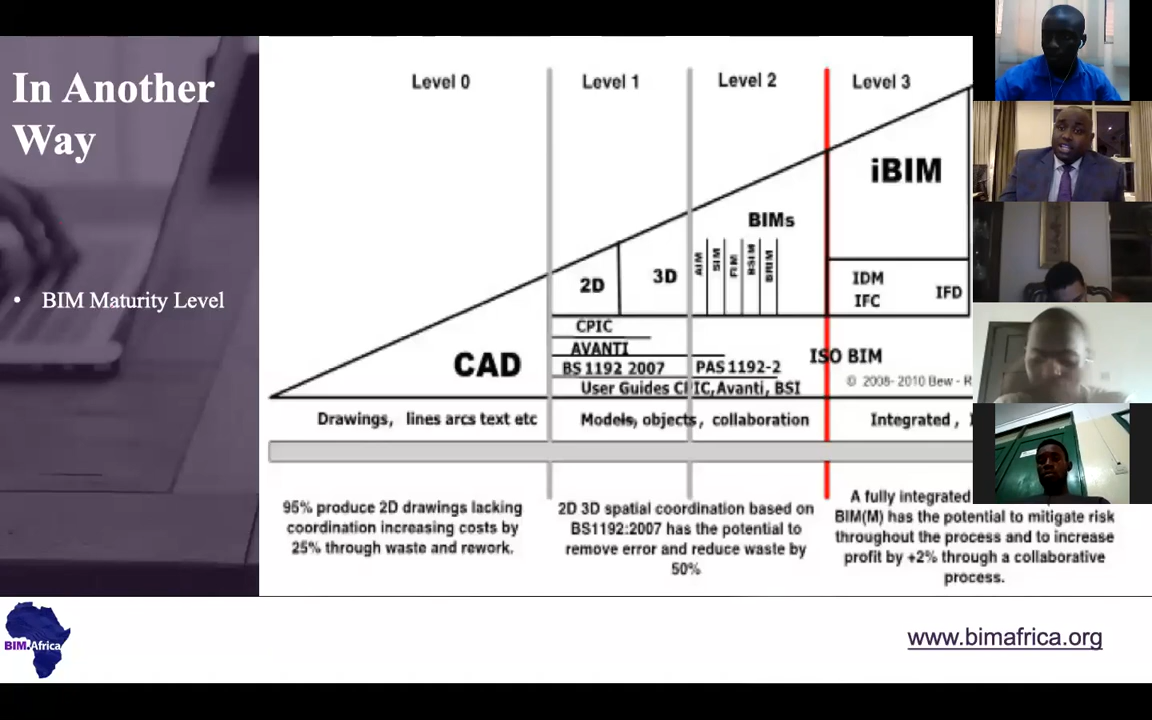 In Another
Way
• BIM Maturity Level
Level 0
Level 1
Level 2
Level 3
iBIM
BIMs
AIM
SIM
FIM
BSIM
BRIM
2D
3D
IDM
IFC
IFD
CPIC
AVANTI
BS 1192 2007
PAS 1192-2
User Guides CPIC, Avanti, BSI
CAD
ISO BIM
© 2008- 2010 Bew - R
Drawings, lines arcs text etc
Models, objects, collaboration
Integrated ,
95% produce 2D drawings lacking
coordination increasing costs by
25% through waste and rework.
2D 3D spatial coordination based on
BS1192:2007 has the potential to
remove error and reduce waste by
50%
A fully integrated
BIM(M) has the potential to mitigate risk
throughout the process and to increase
profit by +2% through a collaborative
process.
BIM Africa
www.bimafrica.org